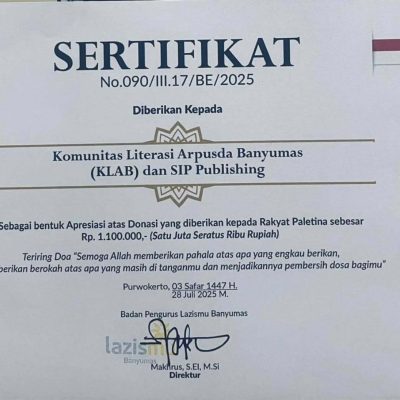 SERTIFIKAT
No.090/III.17/BE/2025
Diberikan Kepada
Komunitas Literasi Arpusda Banyumas
(KLAB) dan SIP Publishing
Sebagai bentuk Apresiasi atas Donasi yang diberikan kepada Rakyat Paletina sebesar
Rp. 1.100.000,- (Satu Juta Seratus Ribu Rupiah)
Teriring Doa "Semoga Allah memberikan pahala atas apa yang engkau berikan,
berikan berokah atas apa yang masih di tanganmu dan menjadikannya pembersih dosa bagimu"
Purwokerto, 03 Safar 1447 H.
28 Juli 2025 M.
Badan Pengurus Lazismu Banyumas
lazism
Banyumas
Makhrus, S.EI, M.Si
Direktur